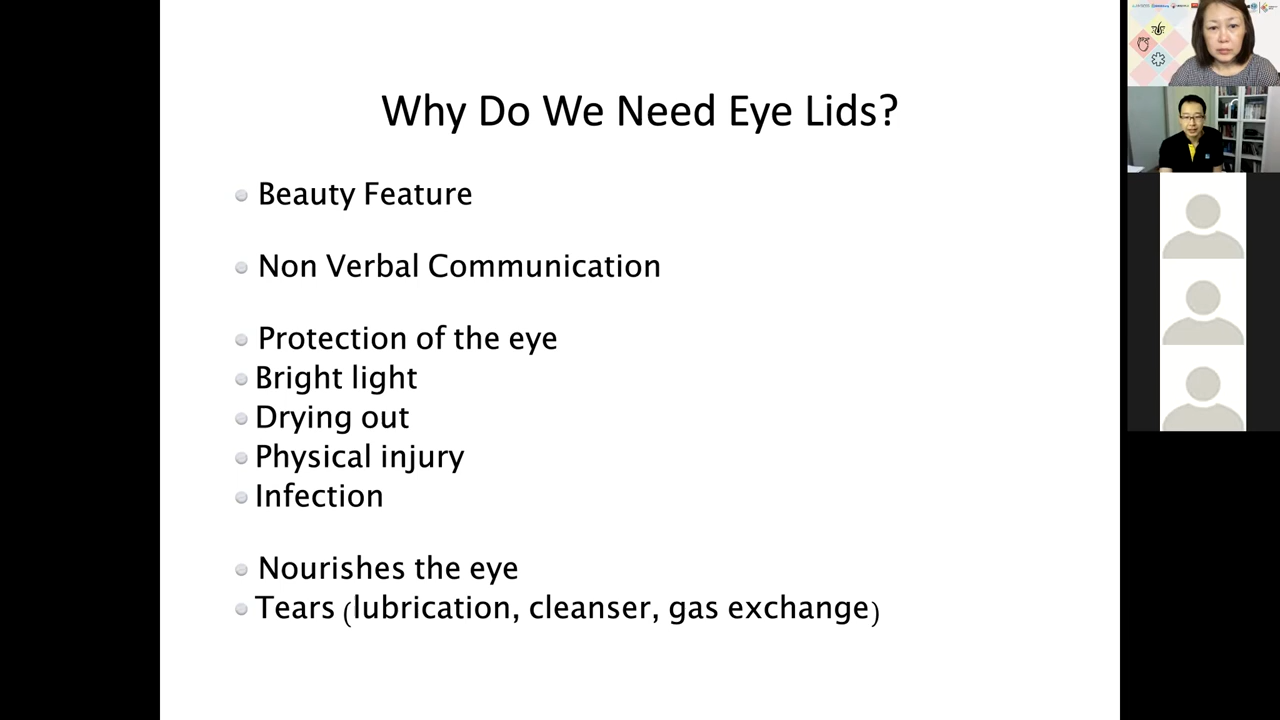 Why Do We Need Eye Lids?
Beauty Feature
Non Verbal Communication
Protection of the eye
Bright light
Drying out
Physical injury
Infection
Nourishes the eye
Tears (lubrication, cleanser, gas exchange)